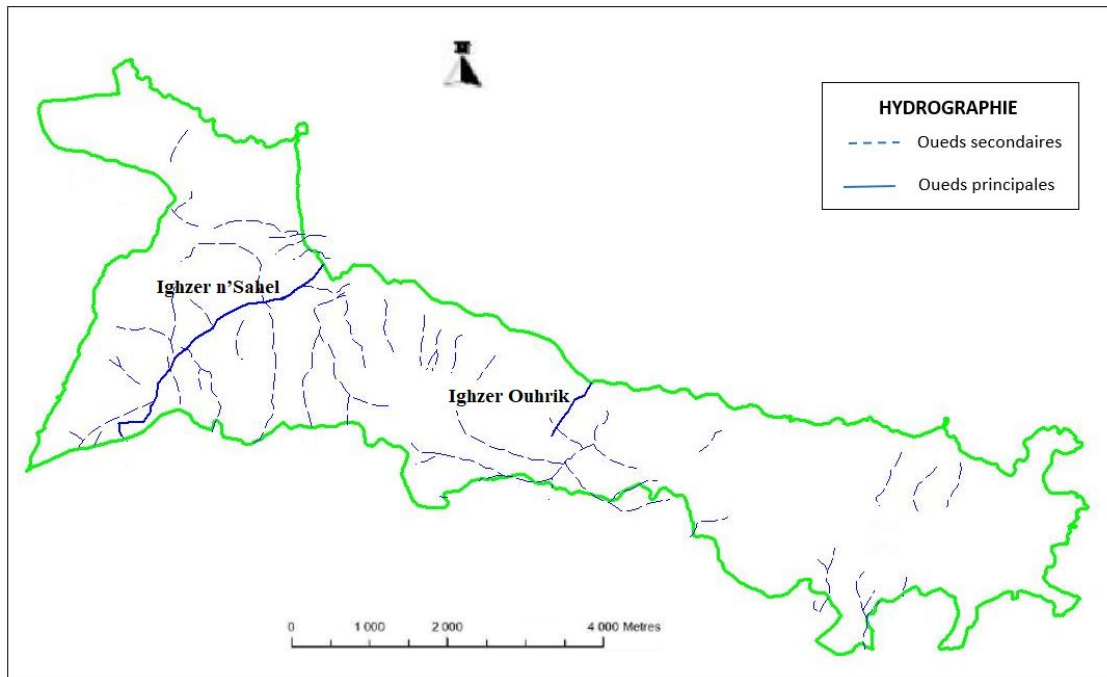 HYDROGRAPHIE
Oueds secondaires
Oueds principales
Ighzer n'Sahel
Ighzer Ouhrik
0 1 000 2 000 4 000 Metres